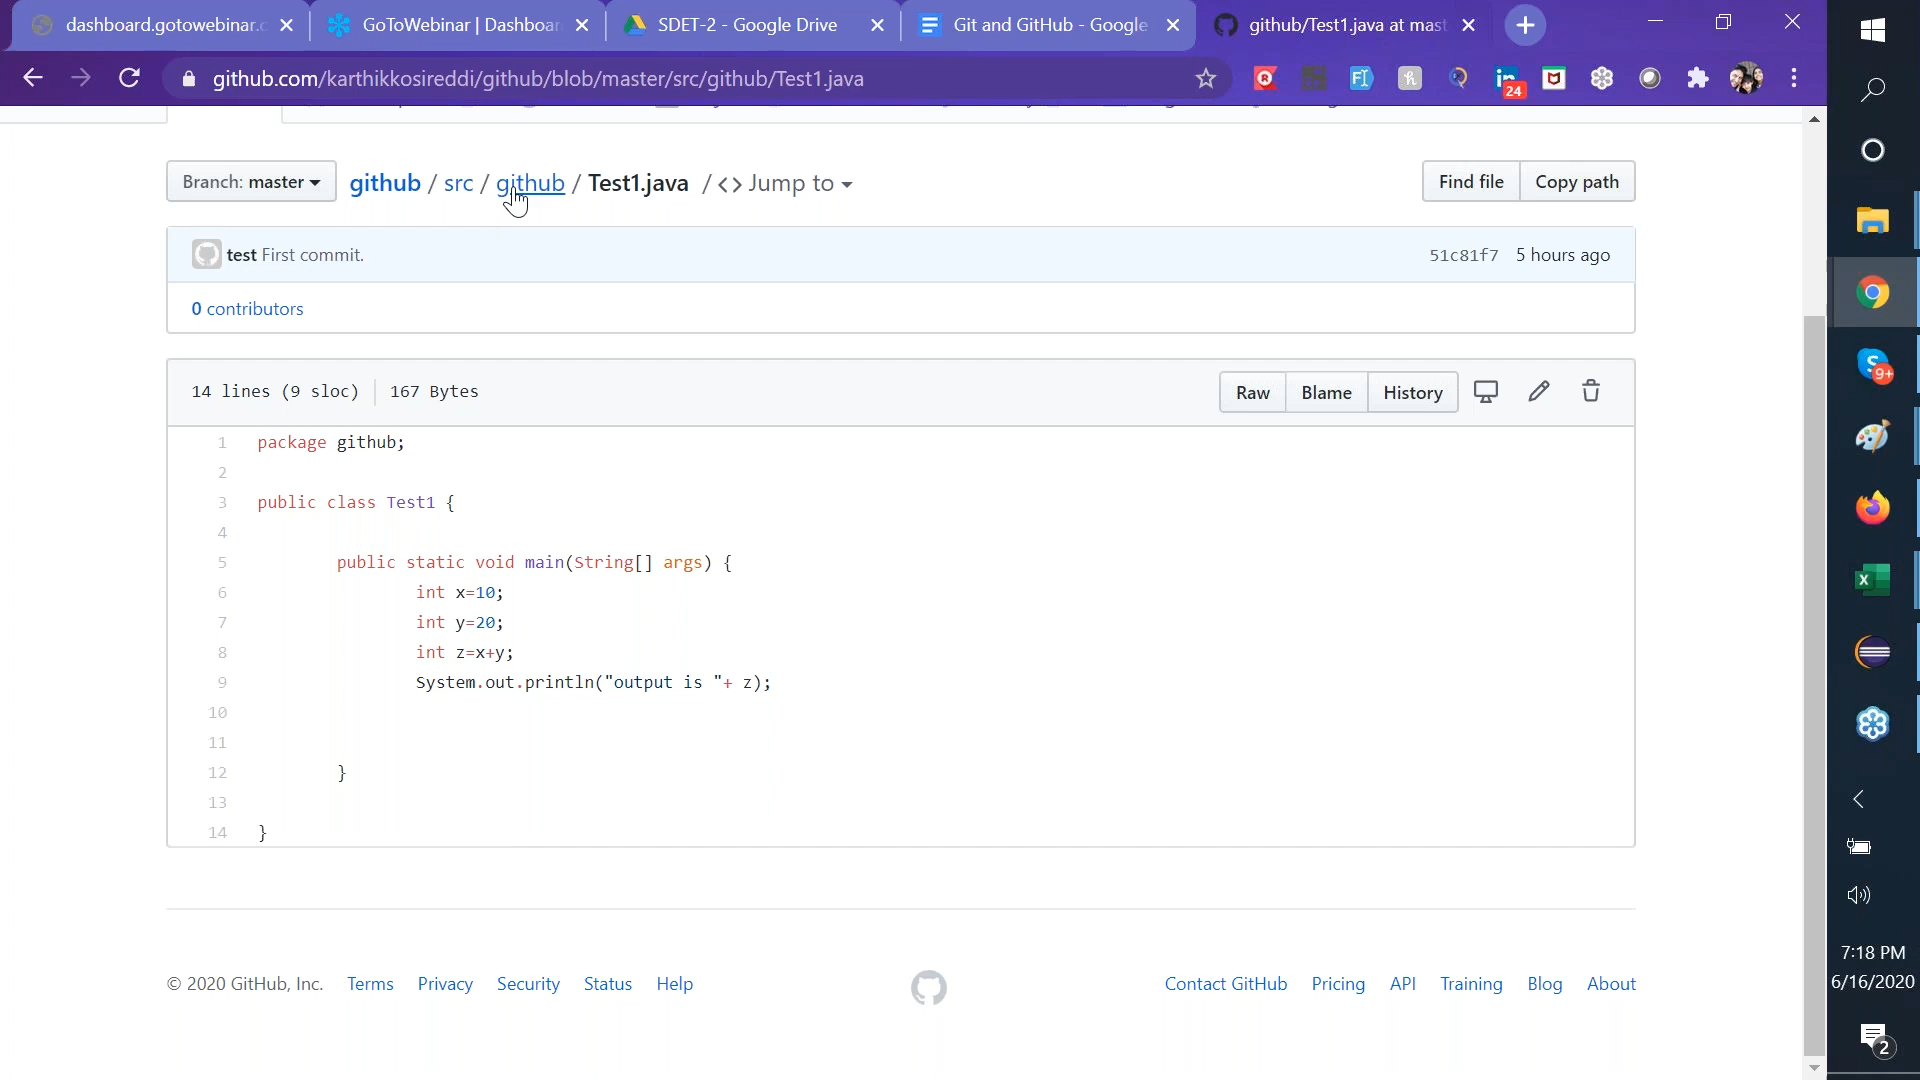 dashboard.gotowebinar.c
GoToWebinar | Dashboar
SDET-2 - Google Drive
Git and GitHub - Google
github/Test1.java at mast
github.com/karthikkosireddi/github/blob/master/src/github/Test1.java
24
Branch: master
github / src / github / Test1.java / <> Jump to
Find file
Copy path
test First commit.
51c81f7 5 hours ago
0 contributors
14 lines (9 sloc) 167 Bytes
Raw
Blame
History
1 package github;
2
3 public class Test1 {
4
5 public static void main(String[] args) {
6 int x=10;
7 int y=20;
8 int z=x+y;
9 System.out.println("output is "+ z);
10
11
12 }
13
14 }
© 2020 GitHub, Inc. Terms Privacy Security Status Help
Contact GitHub Pricing API Training Blog About
9+
7:18 PM
6/16/2020
2